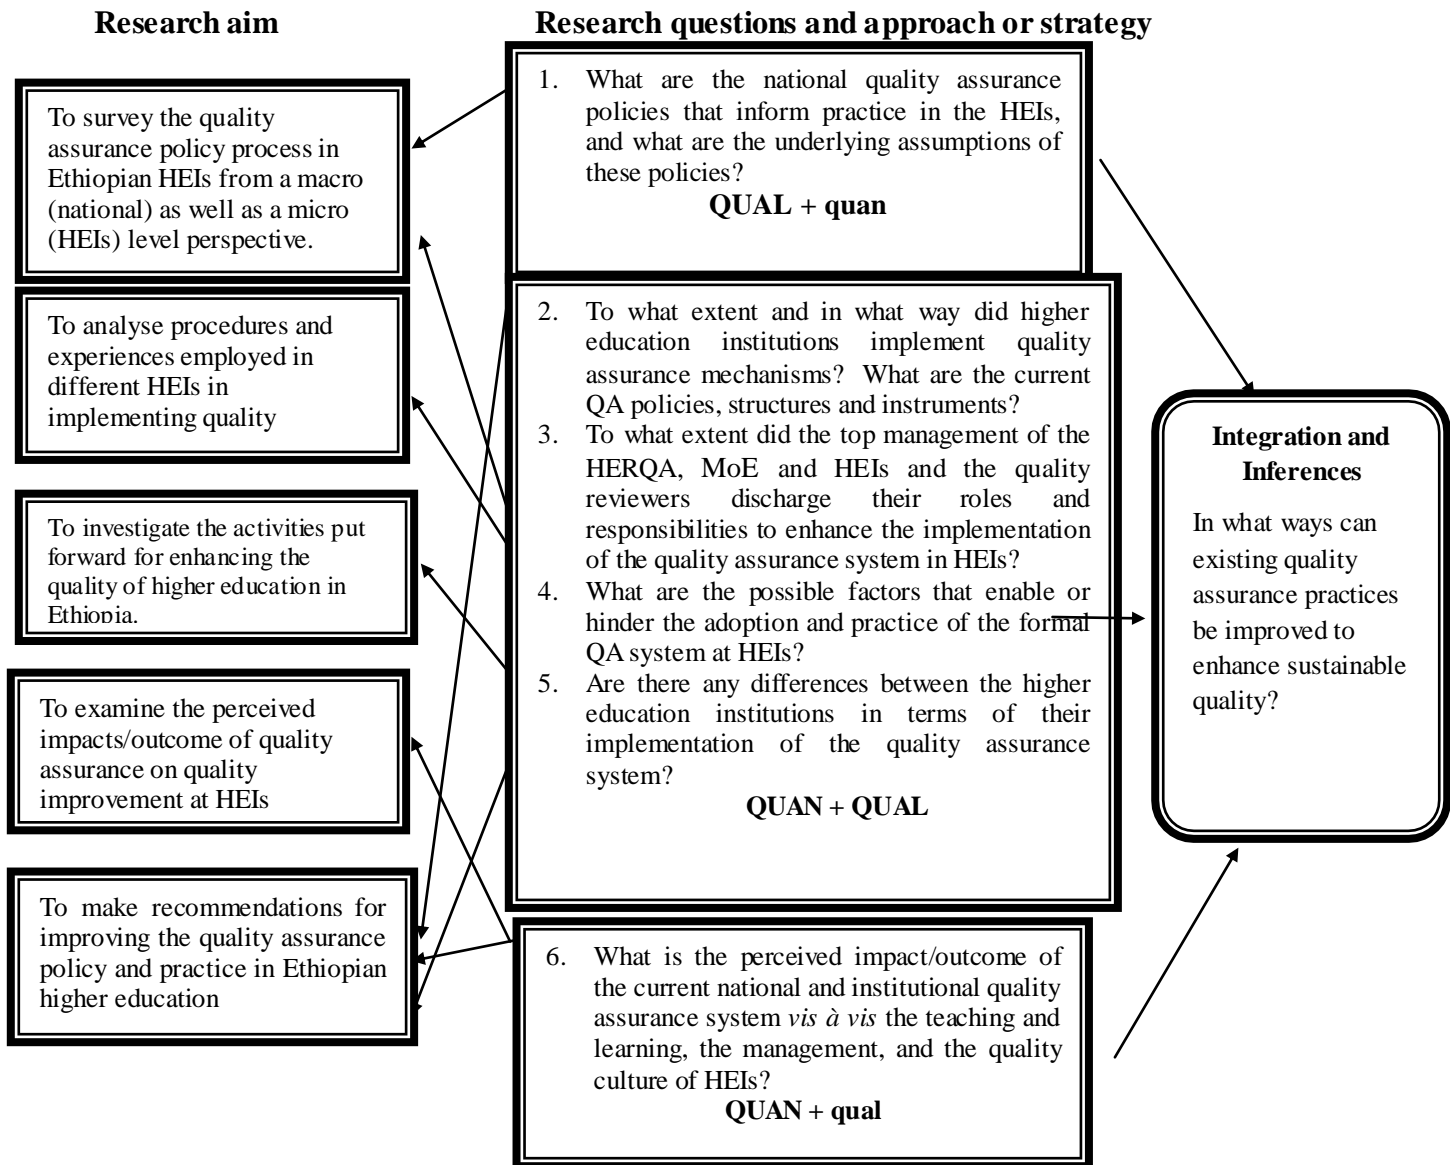 Research aim
Research questions and approach or strategy
To survey the quality
assurance policy process in
Ethiopian HEIs from a macro
(national) as well as a micro
(HEIs) level perspective.
To analyse procedures and
experiences employed in
different HEIs in
implementing quality
To investigate the activities put
forward for enhancing the
quality of higher education in
Ethiopia.
To examine the perceived
impacts/outcome of quality
assurance on quality
improvement at HEIs
To make recommendations for
improving the quality assurance
policy and practice in Ethiopian
higher education
1. What are the national quality assurance
policies that inform practice in the HEIs,
and what are the underlying assumptions of
these policies?
QUAL + quan
2. To what extent and in what way did higher
education institutions implement quality
assurance mechanisms? What are the current
QA policies, structures and instruments?
3. To what extent did the top management of the
HERQA, MoE and HEIs and the quality
reviewers discharge their roles and
responsibilities to enhance the implementation
of the quality assurance system in HEIs?
4. What are the possible factors that enable or
hinder the adoption and practice of the formal
QA system at HEIs?
5. Are there any differences between the higher
education institutions in terms of their
implementation of the quality assurance
system?
QUAN + QUAL
6. What is the perceived impact/outcome of
the current national and institutional quality
assurance system vis à vis the teaching and
learning, the management, and the quality
culture of HEIs?
QUAN + qual
Integration and
Inferences
In what ways can
existing quality
assurance practices
be improved to
enhance sustainable
quality?